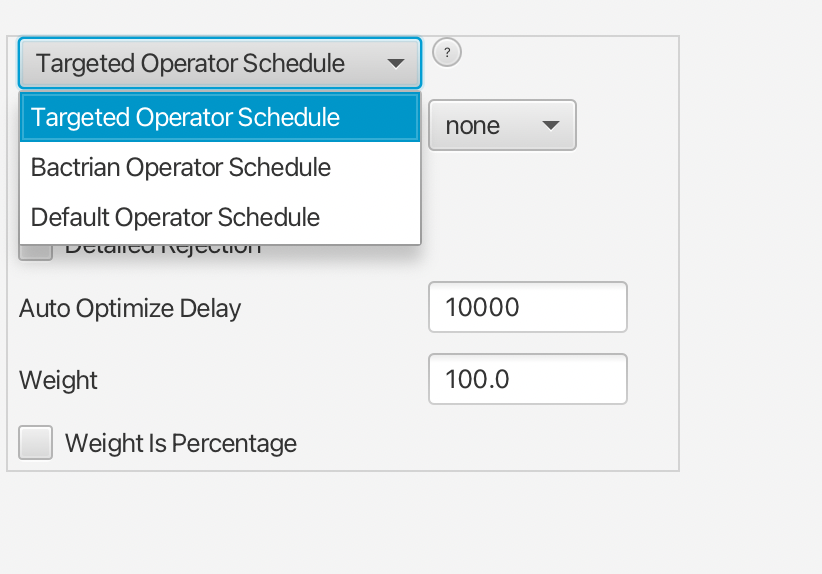 Targeted Operator Schedule ?
Targeted Operator Schedule
none
Bactrian Operator Schedule
Default Operator Schedule
Detailed Rejection
Auto Optimize Delay 10000
Weight 100.0
Weight Is Percentage